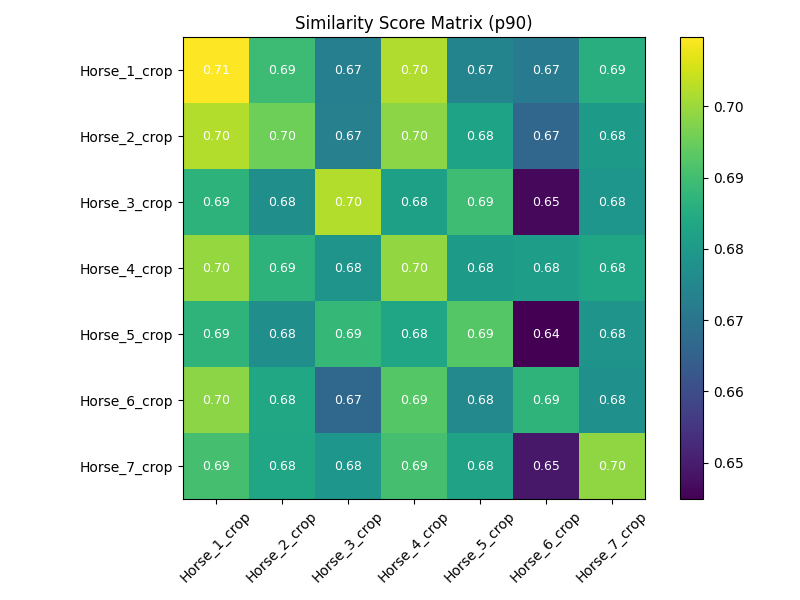 Similarity Score Matrix (p90)
Horse_1_crop 0.71 0.69 0.67 0.70 0.67 0.67 0.69
Horse_2_crop 0.70 0.70 0.67 0.70 0.68 0.67 0.68
Horse_3_crop 0.69 0.68 0.70 0.68 0.69 0.65 0.68
Horse_4_crop 0.70 0.69 0.68 0.70 0.68 0.68 0.68
Horse_5_crop 0.69 0.68 0.69 0.68 0.69 0.64 0.68
Horse_6_crop 0.70 0.68 0.67 0.69 0.68 0.69 0.68
Horse_7_crop 0.69 0.68 0.68 0.69 0.68 0.65 0.70
Horse_1_crop Horse_2_crop Horse_3_crop Horse_4_crop Horse_5_crop Horse_6_crop Horse_7_crop
0.70
0.69
0.68
0.67
0.66
0.65